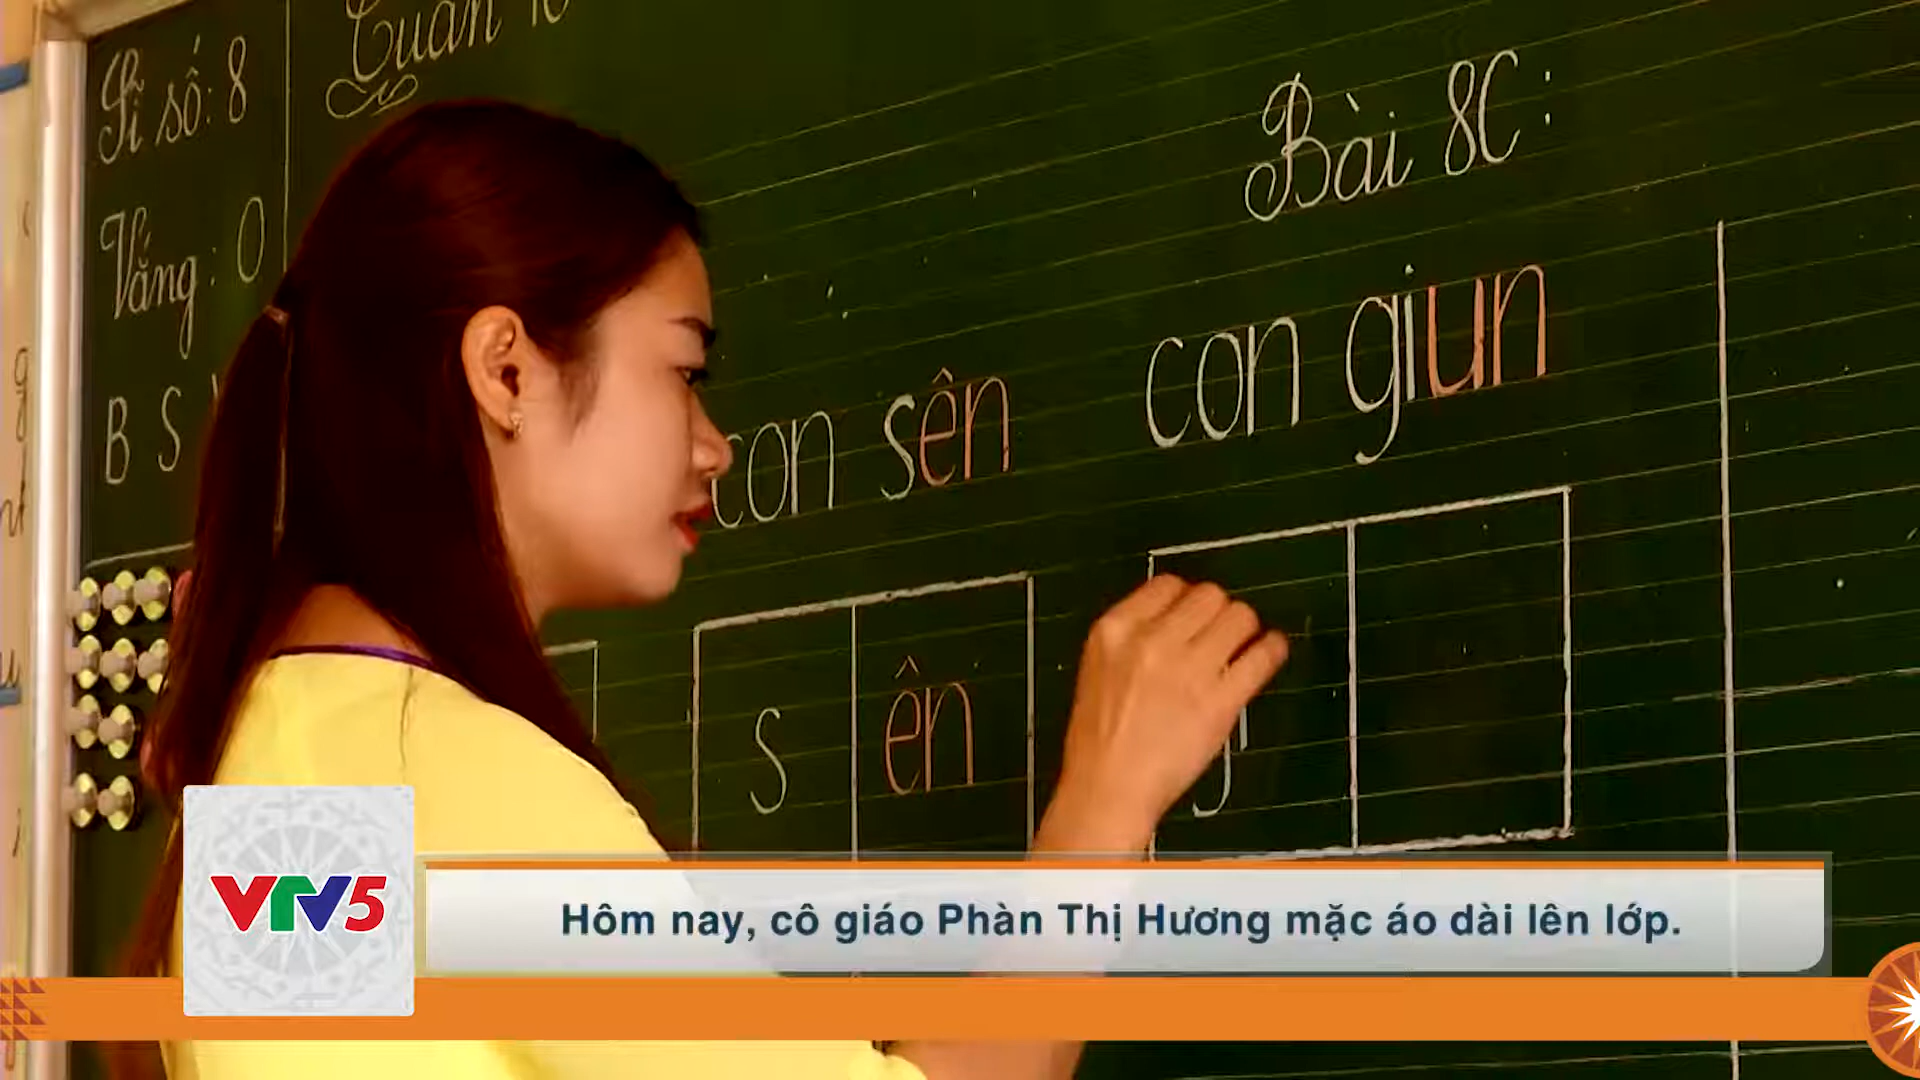 Sĩ số: 8
Tuần
Bài 8C:
Vắng: 0
B S
con sên
con giun
s
ên
VTV5
Hôm nay, cô giáo Phàn Thị Hương mặc áo dài lên lớp.